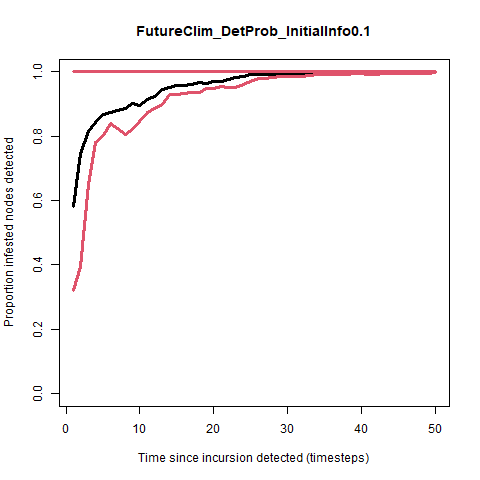 FutureClim_DetProb_InitialInfo0.1
Proportion infested nodes detected
1.0
0.8
0.6
0.4
0.2
0.0
0 10 20 30 40 50
Time since incursion detected (timesteps)